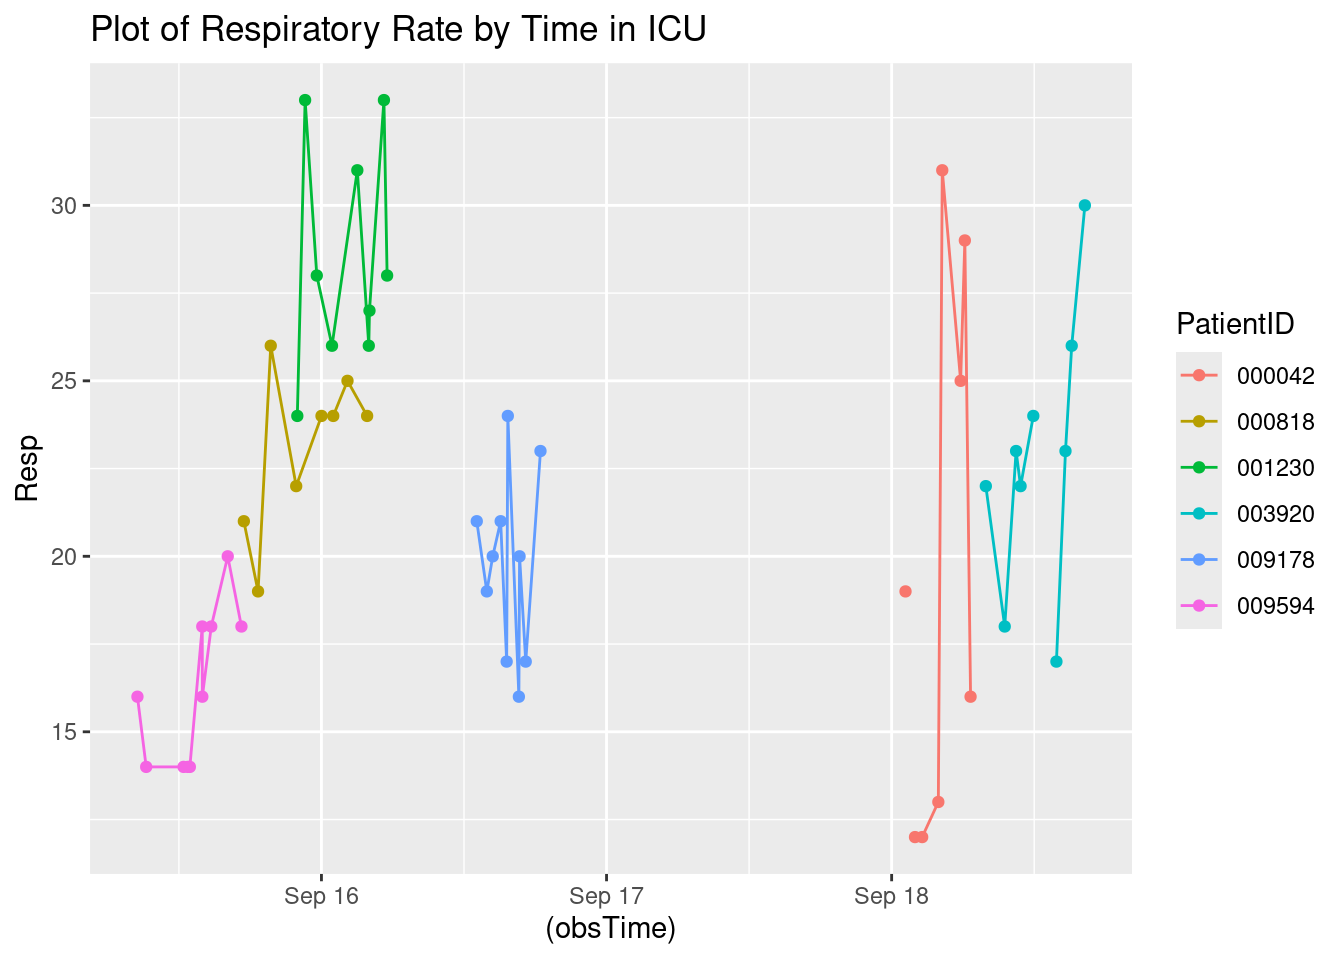 Plot of Respiratory Rate by Time in ICU
Resp
30
25
20
15
Sep 16
Sep 17
Sep 18
(obsTime)
PatientID
000042
000818
001230
003920
009178
009594